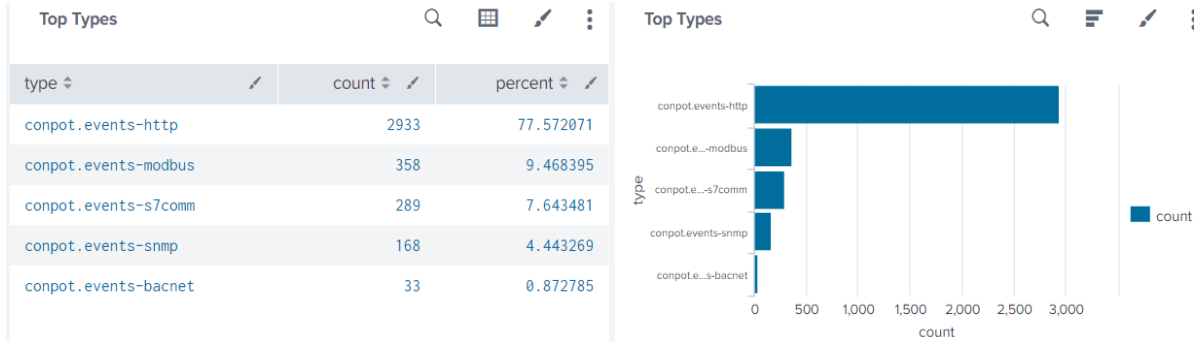 Top Types
type count percent
conpot.events-http 2933 77.572071
conpot.events-modbus 358 9.468395
conpot.events-s7comm 289 7.643481
conpot.events-snmp 168 4.443269
conpot.events-bacnet 33 0.872785
Top Types
type
conpot.events-http
conpot.e...-modbus
conpot.e...-s7comm
conpot.events-snmp
conpot.e...s-bacnet
0 500 1,000 1,500 2,000 2,500 3,000
count
count